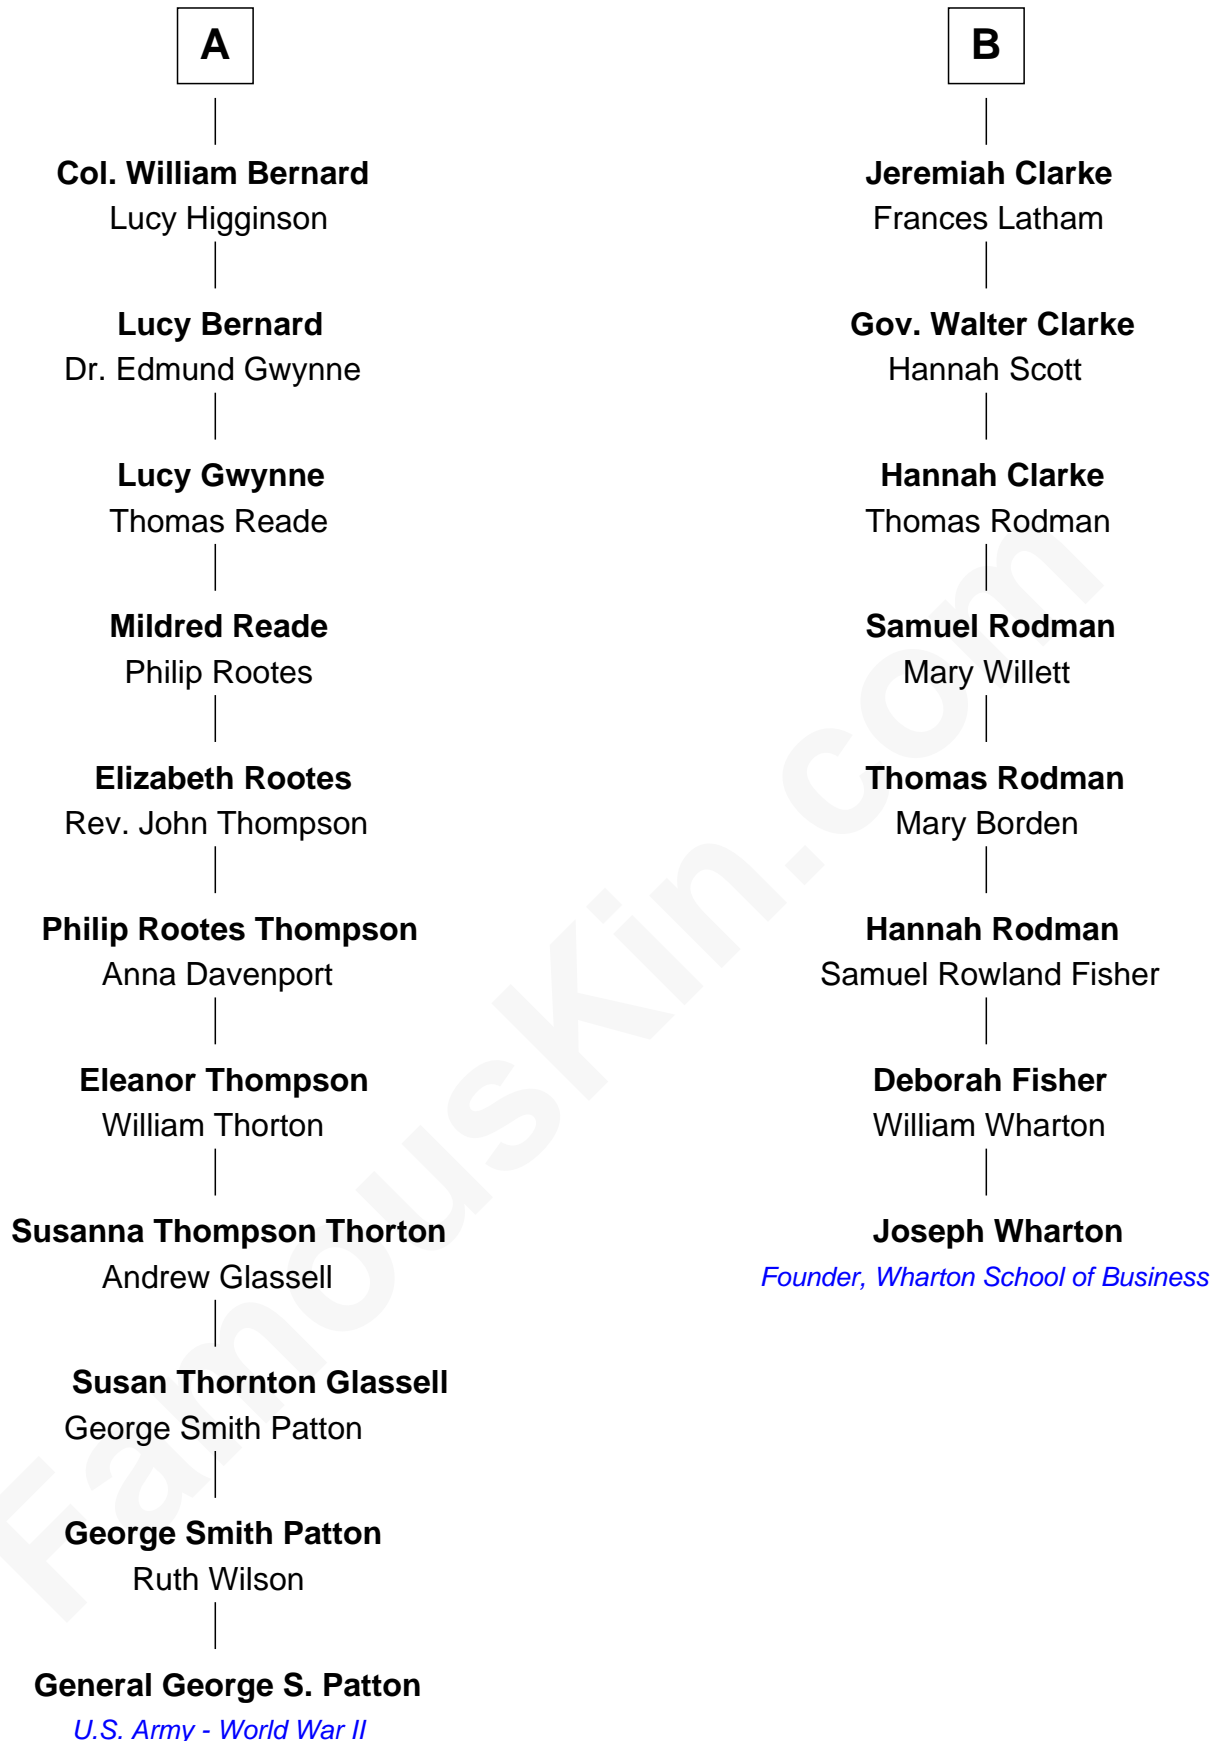 A
Col. William Bernard
Lucy Higginson
Lucy Bernard
Dr. Edmund Gwynne
Lucy Gwynne
Thomas Reade
Mildred Reade
Philip Rootes
Elizabeth Rootes
Rev. John Thompson
Philip Rootes Thompson
Anna Davenport
Eleanor Thompson
William Thorton
Susanna Thompson Thorton
Andrew Glassell
Susan Thornton Glassell
George Smith Patton
George Smith Patton
Ruth Wilson
General George S. Patton
U.S. Army - World War II
B
Jeremiah Clarke
Frances Latham
Gov. Walter Clarke
Hannah Scott
Hannah Clarke
Thomas Rodman
Samuel Rodman
Mary Willett
Thomas Rodman
Mary Borden
Hannah Rodman
Samuel Rowland Fisher
Deborah Fisher
William Wharton
Joseph Wharton
Founder, Wharton School of Business
FamousKin.com